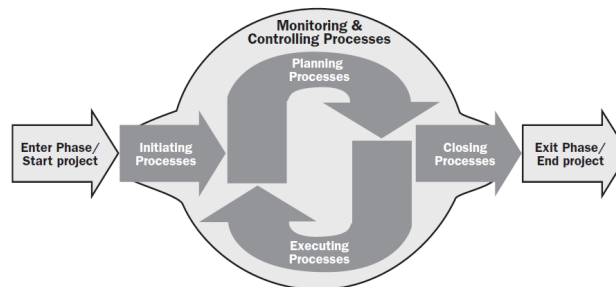 Monitoring &
Controlling Processes
Planning
Processes
Enter Phase/
Start project
Initiating
Processes
Closing
Processes
Exit Phase/
End project
Executing
Processes